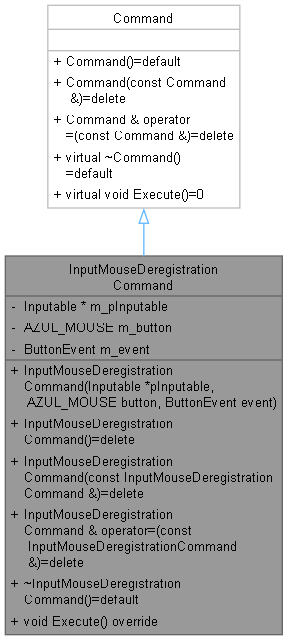 Command
+ Command()=default
+ Command(const Command
&)=delete
+ Command & operator
=(const Command &)=delete
+ virtual ~Command()
=default
+ virtual void Execute()=0
InputMouseDeregistration
Command
- Inputable * m_pInputable
- AZUL_MOUSE m_button
- ButtonEvent m_event
+ InputMouseDeregistration
Command(Inputable *pInputable,
AZUL_MOUSE button, ButtonEvent event)
+ InputMouseDeregistration
Command()=delete
+ InputMouseDeregistration
Command(const InputMouseDeregistration
Command &)=delete
+ InputMouseDeregistration
Command & operator=(const
InputMouseDeregistrationCommand
&)=delete
+ ~InputMouseDeregistration
Command()=default
+ void Execute() override